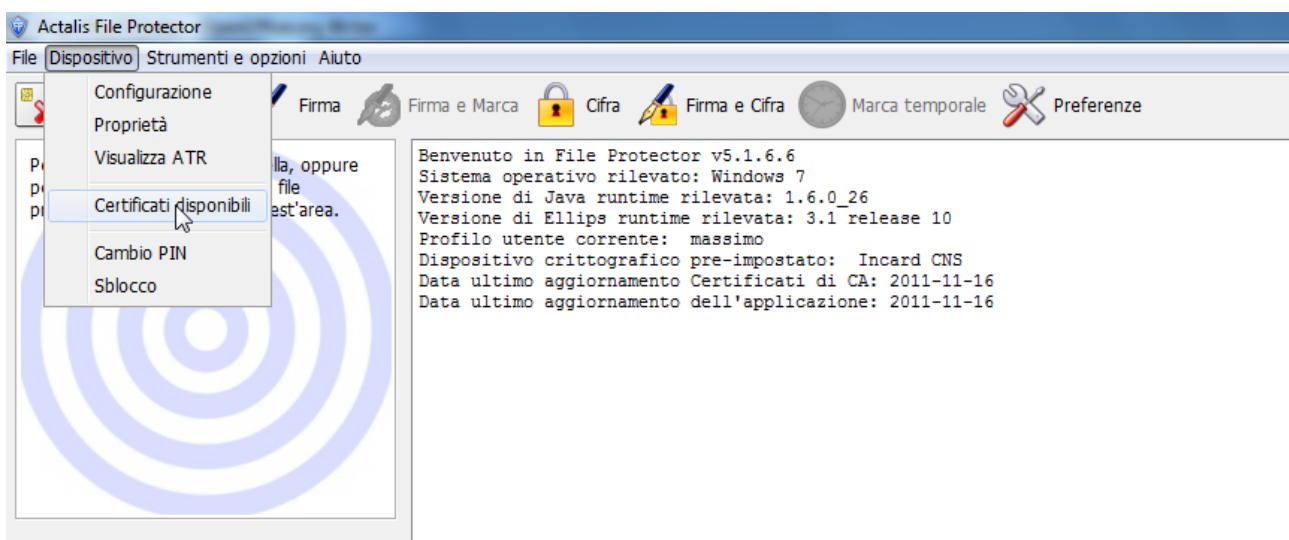 Actalis File Protector
File Dispositivo Strumenti e opzioni Aiuto
Configurazione
Proprietà
Visualizza ATR
Certificati disponibili
Cambio PIN
Sblocco
Firma Firma e Marca Cifra Firma e Cifra Marca temporale Preferenze
oppure
file
est'area.
Benvenuto in File Protector v5.1.6.6
Sistema operativo rilevato: Windows 7
Versione di Java runtime rilevata: 1.6.0_26
Versione di Ellips runtime rilevata: 3.1 release 10
Profilo utente corrente: massimo
Dispositivo crittografico pre-impostato: Incard CNS
Data ultimo aggiornamento Certificati di CA: 2011-11-16
Data ultimo aggiornamento dell'applicazione: 2011-11-16